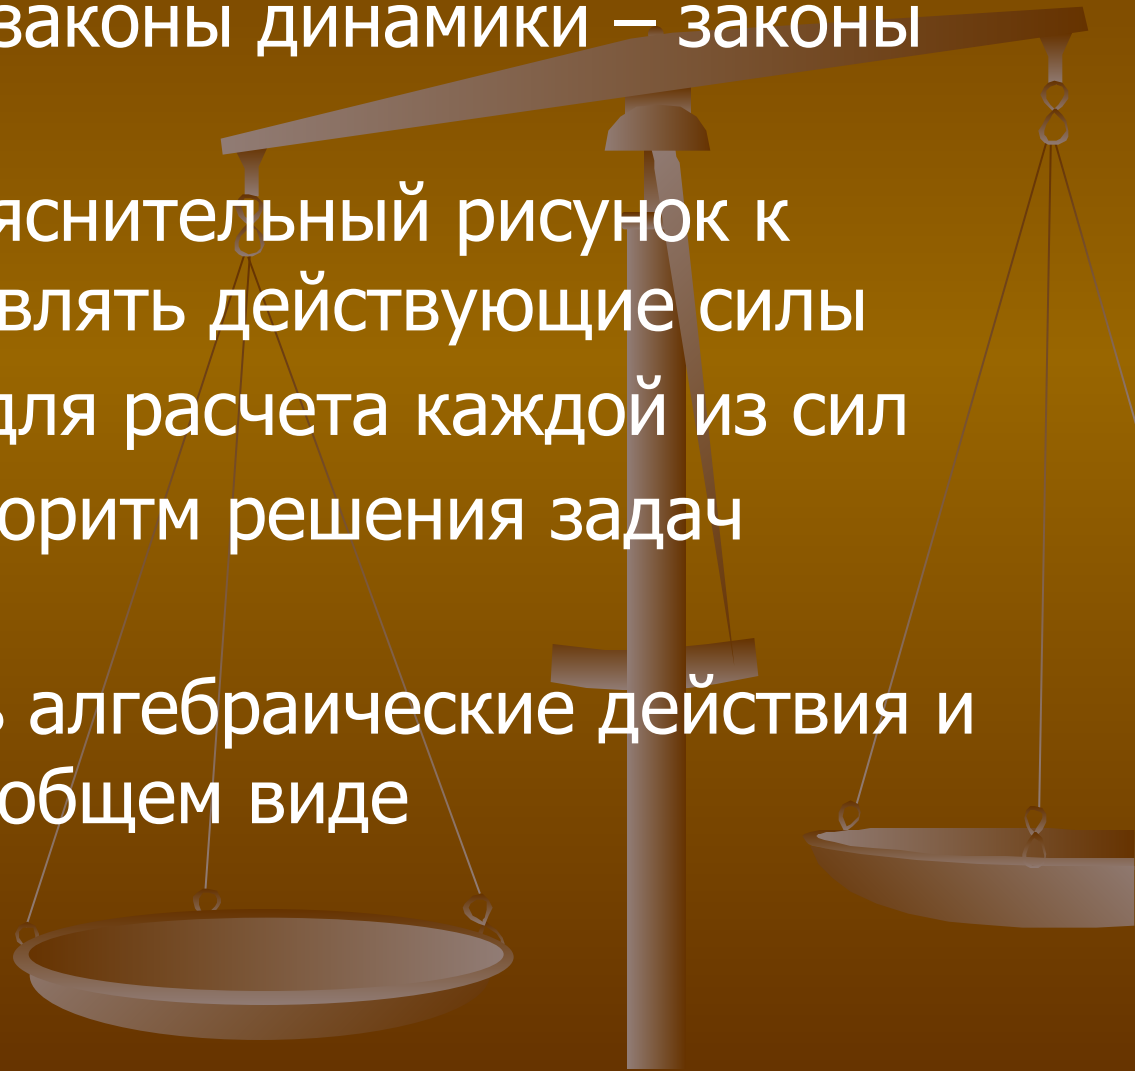 законы динамики – законы
яснительный рисунок к
влять действующие силы
для расчета каждой из сил
оритм решения задач
ь алгебраические действия и
общем виде